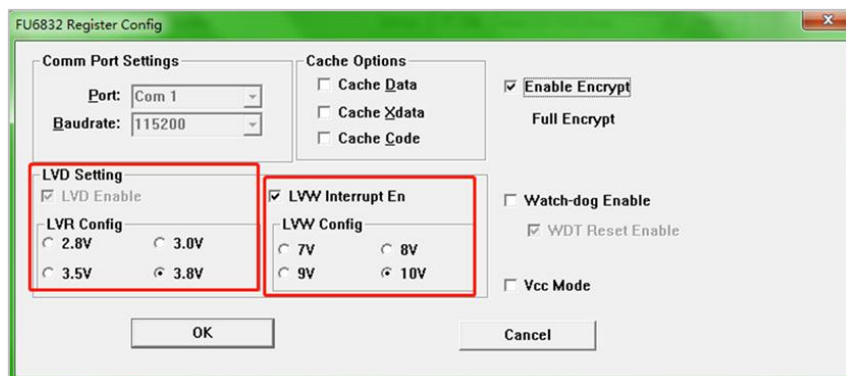 FU6832 Register Config
Comm Port Settings
Port: Com 1
Baudrate: 115200
Cache Options
Cache Data
Cache Xdata
Cache Code
Enable Encrypt
Full Encrypt
LVD Setting
LVD Enable
LVR Config
2.8V 3.0V
3.5V 3.8V
LVW Interrupt En
LVW Config
7V 8V
9V 10V
Watch-dog Enable
WDT Reset Enable
Vcc Mode
OK
Cancel